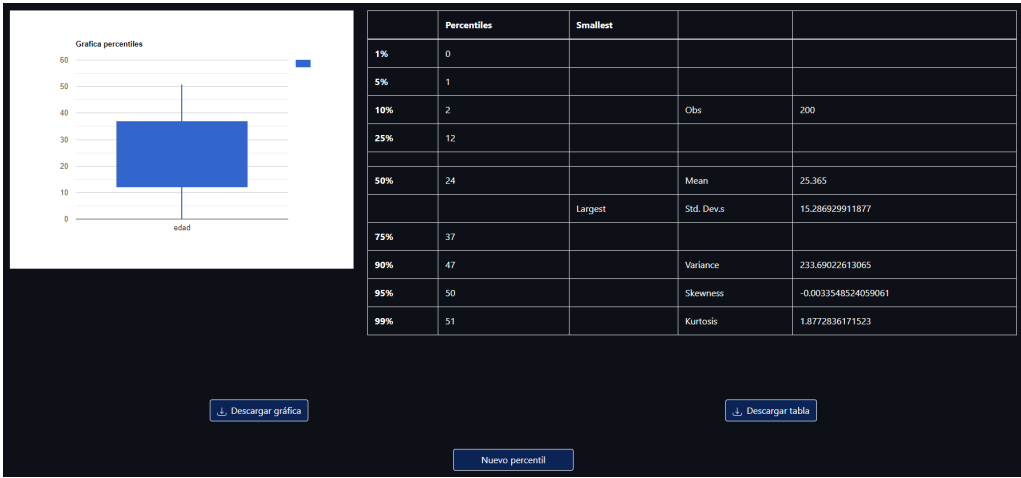 Grafica percentiles
60
50
40
30
20
10
0
edad
Percentiles Smallest
1% 0
5% 1
10% 2 Obs 200
25% 12
50% 24 Mean 25.365
Largest Std. Dev.s 15.286929911877
75% 37
90% 47 Variance 233.69022613065
95% 50 Skewness -0.0033548524059061
99% 51 Kurtosis 1.8772836171523
Descargar gráfica
Descargar tabla
Nuevo percentil